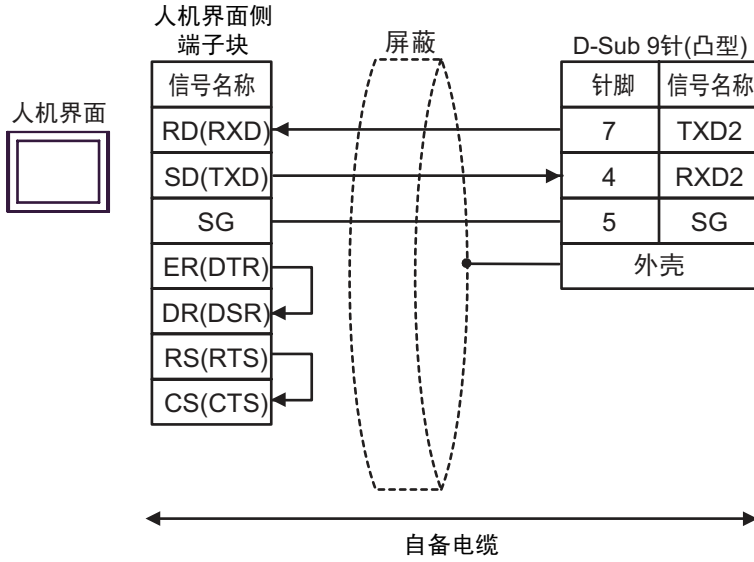 人机界面侧
端子块
屏蔽
D-Sub 9针(凸型)
人机界面
信号名称
针脚 信号名称
RD(RXD) 7 TXD2
SD(TXD) 4 RXD2
SG 5 SG
ER(DTR) 外壳
DR(DSR)
RS(RTS)
CS(CTS)
自备电缆